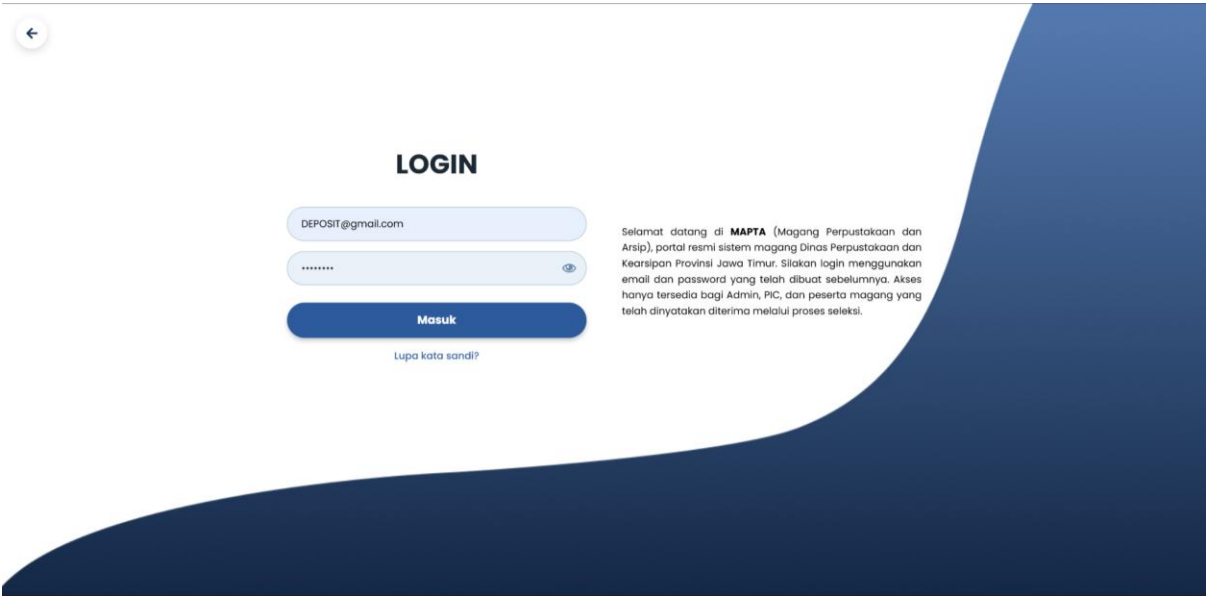 LOGIN
DEPOSIT@gmail.com
••••••••
Masuk
Lupa kata sandi?
Selamat datang di MAPTA (Magang Perpustakaan dan
Arsip), portal resmi sistem magang Dinas Perpustakaan dan
Kearsipan Provinsi Jawa Timur. Silakan login menggunakan
email dan password yang telah dibuat sebelumnya. Akses
hanya tersedia bagi Admin, PIC, dan peserta magang yang
telah dinyatakan diterima melalui proses seleksi.